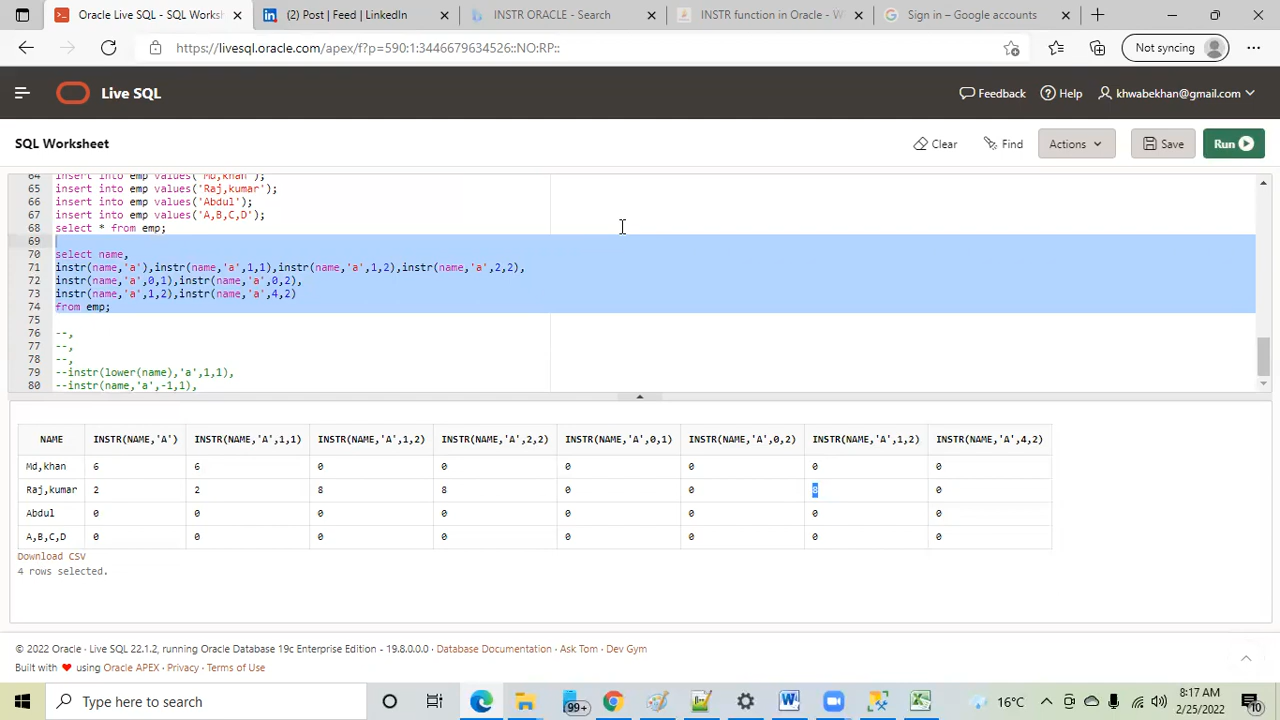 Oracle Live SQL - SQL Worksh
(2) Post | Feed | LinkedIn
INSTR ORACLE - Search
INSTR function in Oracle - W
Sign in – Google accounts
https://livesql.oracle.com/apex/f?p=590:1:3446679634526::NO:RP::
Not syncing
Live SQL
Feedback
Help
khwabekhan@gmail.com
SQL Worksheet
Clear
Find
Actions
Save
Run
64 insert into emp values('Md,khan');
65 insert into emp values('Raj,kumar');
66 insert into emp values('Abdul');
67 insert into emp values('A,B,C,D');
68 select * from emp;
69
70 select name,
71 instr(name,'a'),instr(name,'a',1,1),instr(name,'a',1,2),instr(name,'a',2,2),
72 instr(name,'a',0,1),instr(name,'a',0,2),
73 instr(name,'a',1,2),instr(name,'a',4,2)
74 from emp;
75
76 --,
77 --,
78 --,
79 --instr(lower(name),'a',1,1),
80 --instr(name,'a',-1,1),
NAME INSTR(NAME,'A') INSTR(NAME,'A',1,1) INSTR(NAME,'A',1,2) INSTR(NAME,'A',2,2) INSTR(NAME,'A',0,1) INSTR(NAME,'A',0,2) INSTR(NAME,'A',1,2) INSTR(NAME,'A',4,2)
Md,khan 6 6 0 0 0 0 0 0
Raj,kumar 2 2 8 8 0 0 8 0
Abdul 0 0 0 0 0 0 0 0
A,B,C,D 0 0 0 0 0 0 0 0
Download CSV
4 rows selected.
© 2022 Oracle · Live SQL 22.1.2, running Oracle Database 19c Enterprise Edition - 19.8.0.0.0 · Database Documentation · Ask Tom · Dev Gym
Built with ❤ using Oracle APEX · Privacy · Terms of Use
Type here to search
99+
16°C
8:17 AM
2/25/2022
10